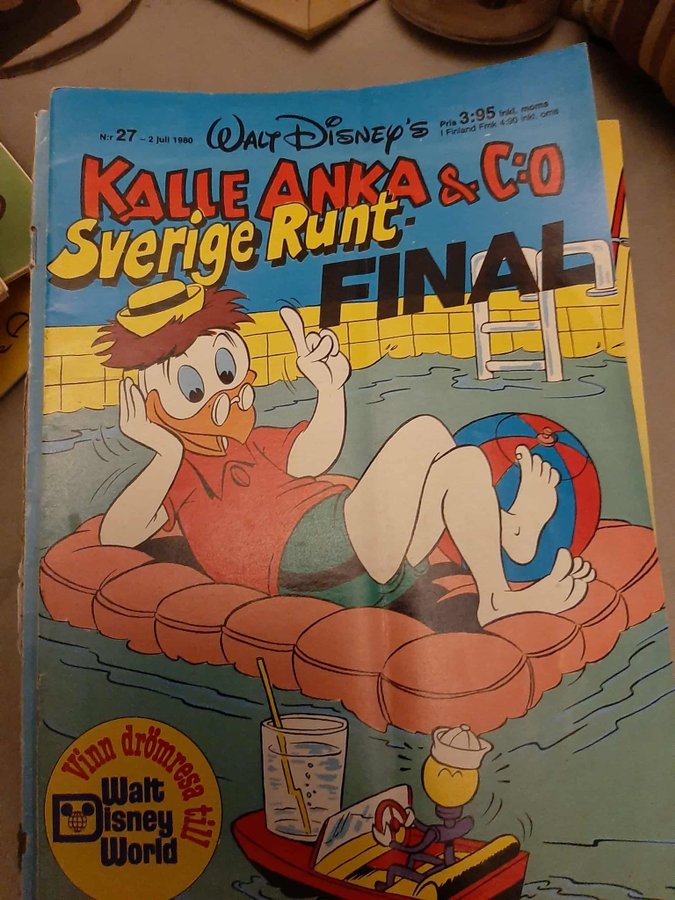 N:r 27 – 2 juli 1980
WALT DISNEY'S
Pris 3:95 inkl. moms
I Finland Fmk 4:90 inkl. oms
KALLE ANKA & C:O
Sverige Runt-
FINAL
Vinn drömresa till
Walt
Disney
World